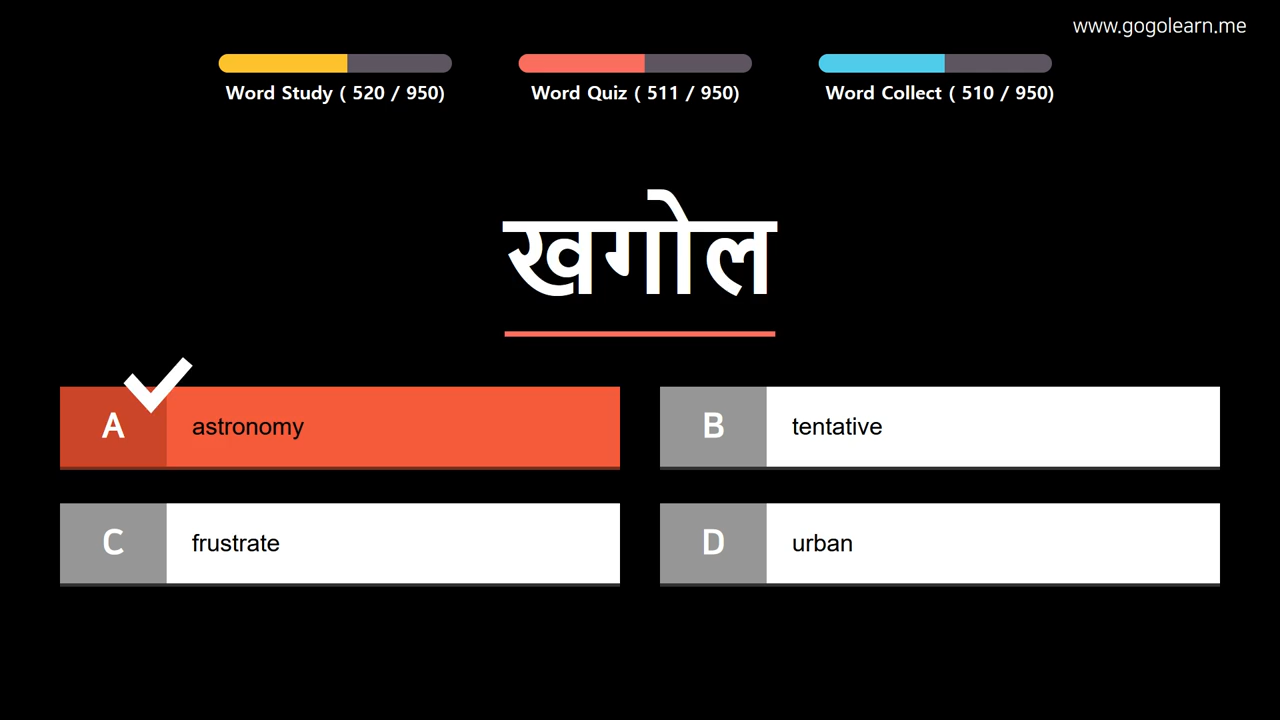 www.gogolearn.me
Word Study ( 520 / 950)
Word Quiz ( 511 / 950)
Word Collect ( 510 / 950)
खगोल
A astronomy
B tentative
C frustrate
D urban